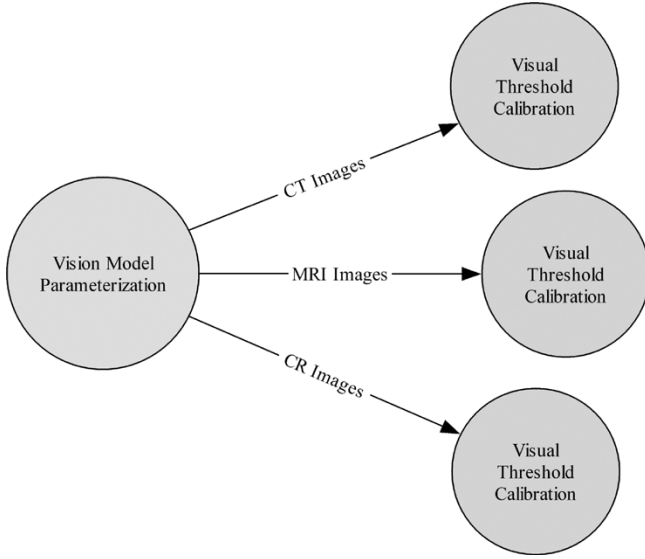 Visual
Threshold
Calibration
CT Images
Vision Model
Parameterization
MRI Images
Visual
Threshold
Calibration
CR Images
Visual
Threshold
Calibration